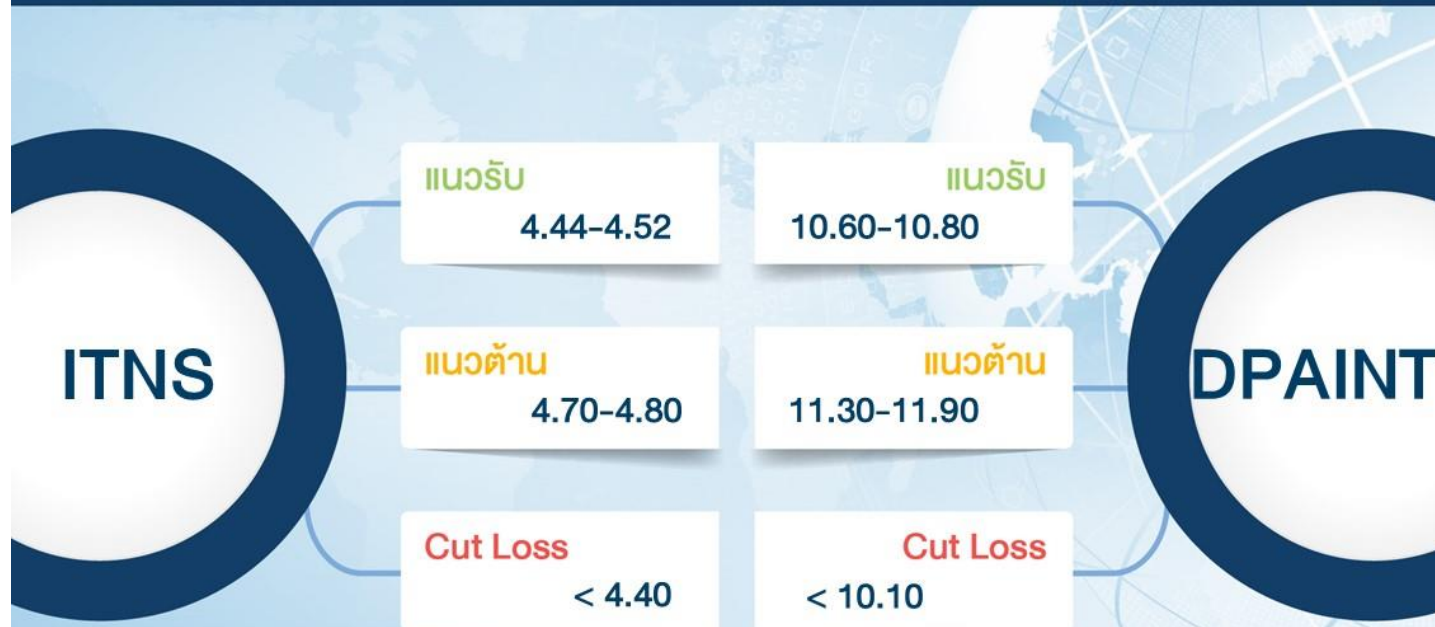 ITNS
แนวรับ
4.44-4.52
แนวต้าน
4.70-4.80
Cut Loss
< 4.40
แนวรับ
10.60-10.80
แนวต้าน
11.30-11.90
Cut Loss
< 10.10
DPAINT